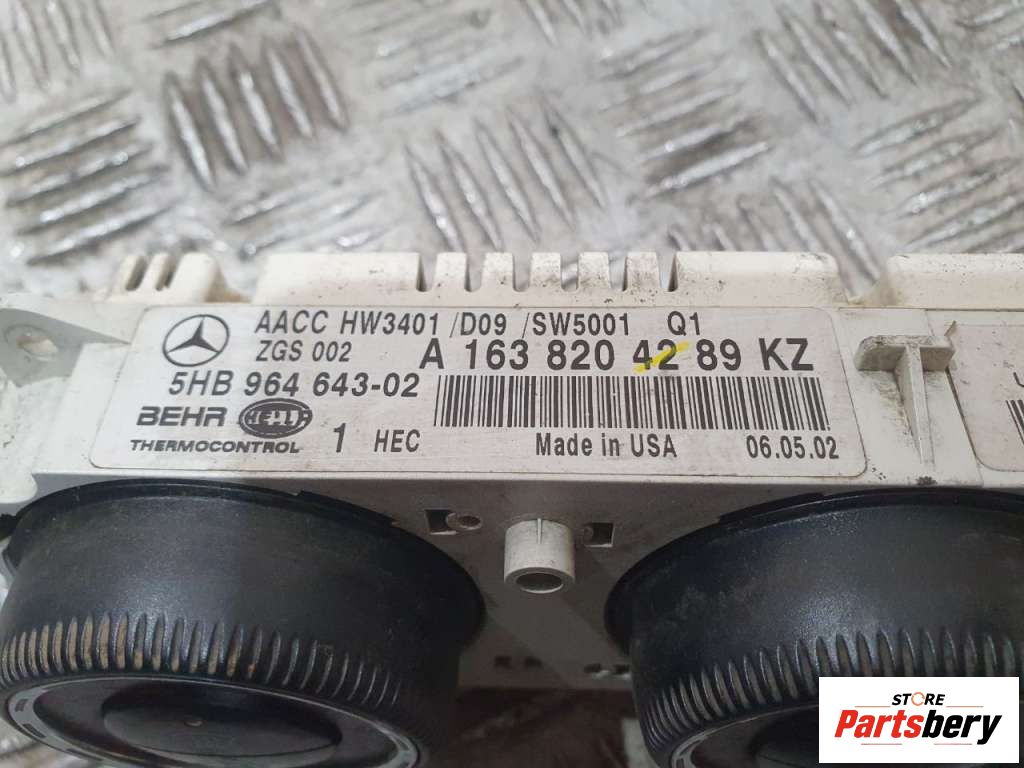 AACC HW3401 /D09 /SW5001 Q1
ZGS 002 A 163 820 42 89 KZ
5HB 964 643-02
BEHR HELLA
THERMOCONTROL 1 HEC Made in USA 06.05.02
STORE
Partsbery